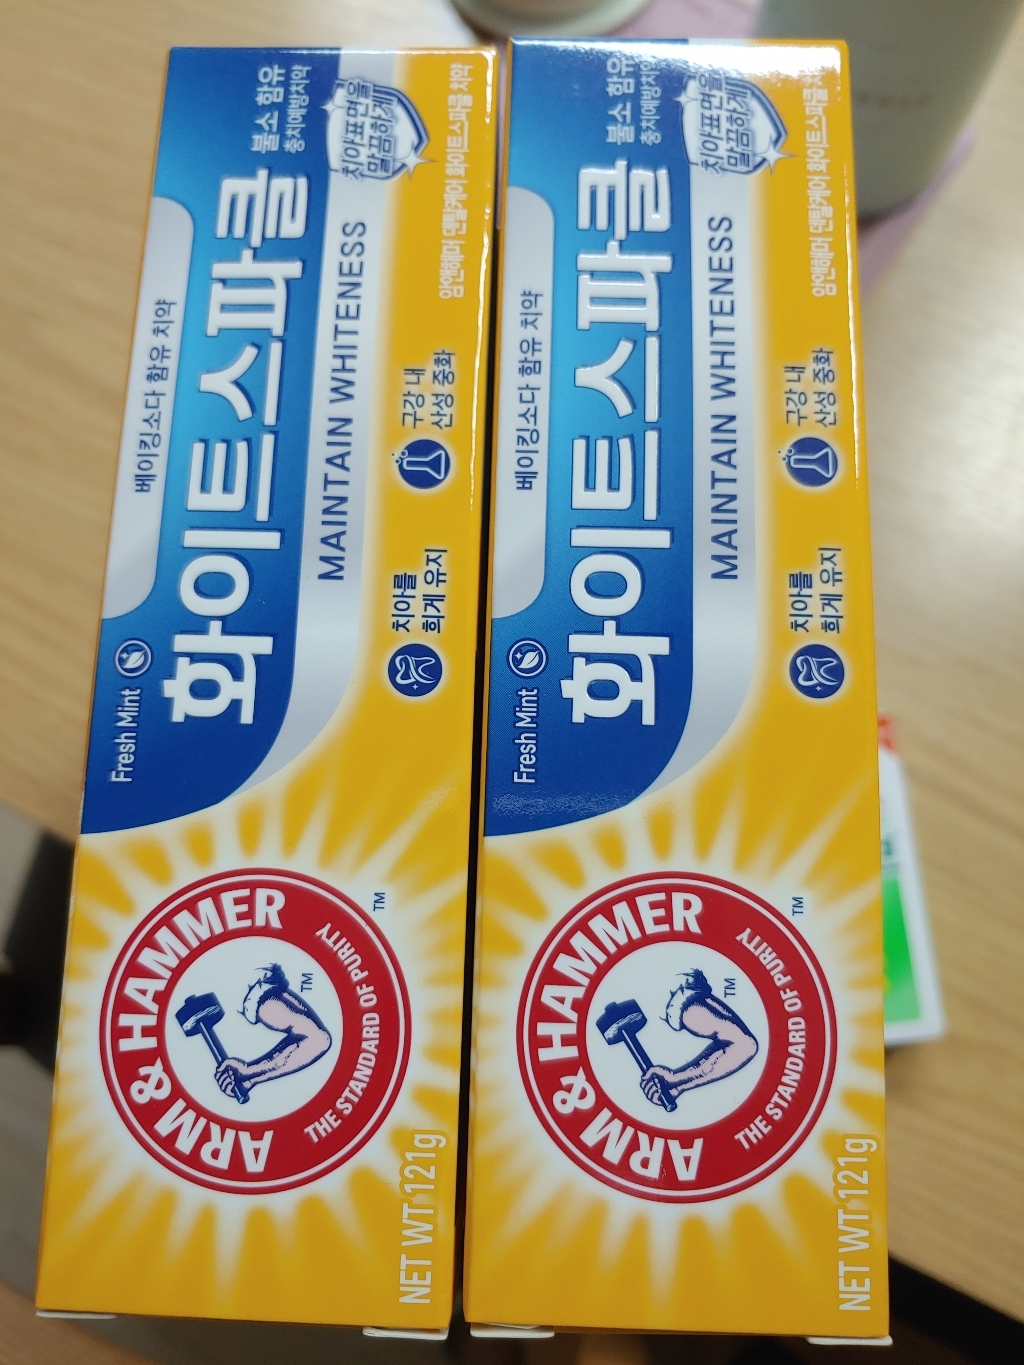 베이킹소다 함유 치약
Fresh Mint
화이트스파클
불소 함유
충치예방치약
MAINTAIN WHITENESS
치아표면을
말끔하게
치아를
희게 유지
구강 내
산성 중화
암앤해머 덴탈케어 화이트스파클 치약
ARM & HAMMER
THE STANDARD OF PURITY
TM
TM
NET WT 121g
베이킹소다 함유 치약
Fresh Mint
화이트스파클
불소 함유
충치예방치약
MAINTAIN WHITENESS
치아표면을
말끔하게
치아를
희게 유지
구강 내
산성 중화
암앤해머 덴탈케어 화이트스파클
ARM & HAMMER
THE STANDARD OF PURITY
TM
TM
NET WT 121g